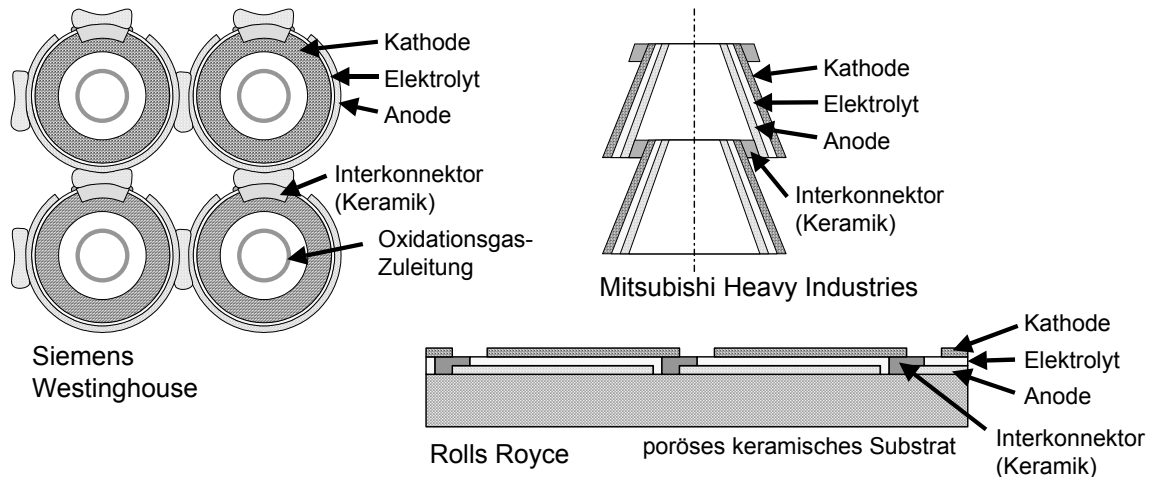 Kathode
Elektrolyt
Anode
Interkonnektor
(Keramik)
Oxidationsgas-
Zuleitung
Siemens
Westinghouse
Kathode
Elektrolyt
Anode
Interkonnektor
(Keramik)
Mitsubishi Heavy Industries
Kathode
Elektrolyt
Anode
Interkonnektor
(Keramik)
Rolls Royce
poröses keramisches Substrat